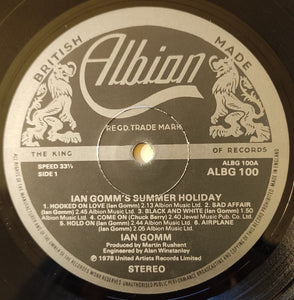 BRITISH MADE
Albion
REGD. TRADE MARK
THE KING OF RECORDS
SPEED 33⅓ ALBG 100A
SIDE 1 ALBG 100
IAN GOMM'S SUMMER HOLIDAY
1. HOOKED ON LOVE (Ian Gomm) 2.13 Albion Music Ltd. 2. BAD AFFAIR
(Ian Gomm) 2.45 Albion Music Ltd. 3. BLACK AND WHITE (Ian Gomm) 1.50
Albion Music Ltd. 4. COME ON (Chuck Berry) 2.40 Jewel Music Pub. Co. Ltd.
5. HOLD ON (Ian Gomm) 2.44 Albion Music Ltd. 6. AIRPLANE
(Ian Gomm) 2.05 Albion Music Ltd.
IAN GOMM
Produced by Martin Rushent
Engineered by Alan Winstanley
℗ 1978 United Artists Records Limited
STEREO